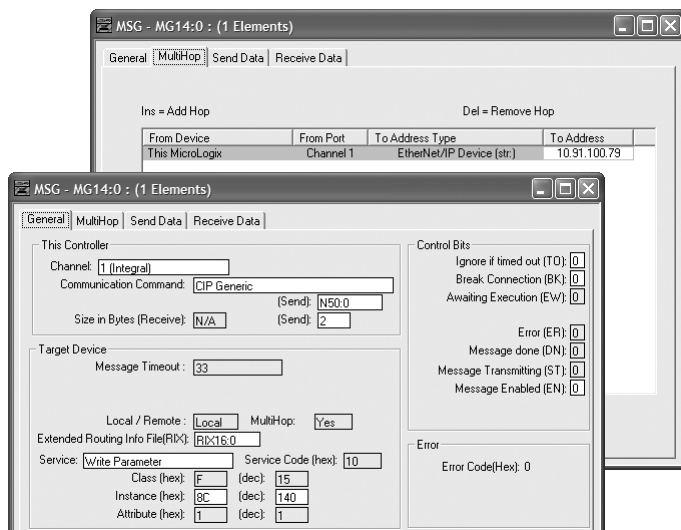 MSG - MG14:0 : (1 Elements)
General MultiHop Send Data Receive Data
Ins = Add Hop Del = Remove Hop
From Device From Port To Address Type To Address
This MicroLogix Channel 1 EtherNet/IP Device (str:) 10.91.100.79
MSG - MG14:0 : (1 Elements)
General MultiHop Send Data Receive Data
This Controller
Channel: 1 (Integral)
Communication Command: CIP Generic
(Send): N50:0
Size in Bytes (Receive): N/A (Send): 2
Target Device
Message Timeout : 33
Local / Remote : Local MultiHop: Yes
Extended Routing Info File(RIX): RIX16:0
Service: Write Parameter Service Code (hex): 10
Class (hex): F (dec): 15
Instance (hex): 8C (dec): 140
Attribute (hex): 1 (dec): 1
Control Bits
Ignore if timed out (TO): 0
Break Connection (BK): 0
Awaiting Execution (EW): 0
Error (ER): 0
Message done (DN): 0
Message Transmitting (ST): 0
Message Enabled (EN): 0
Error
Error Code(Hex): 0